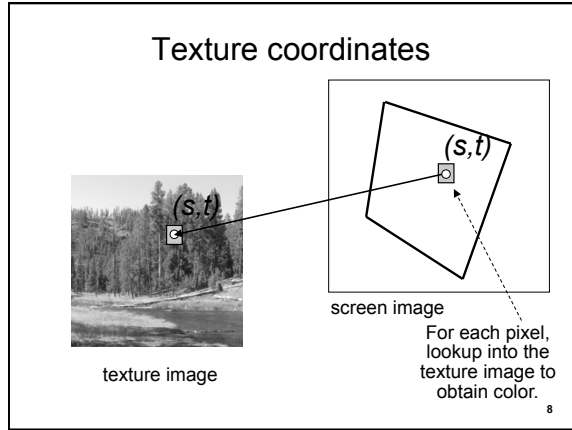 Texture coordinates
(s,t)
(s,t)
screen image
texture image
For each pixel,
lookup into the
texture image to
obtain color.
8